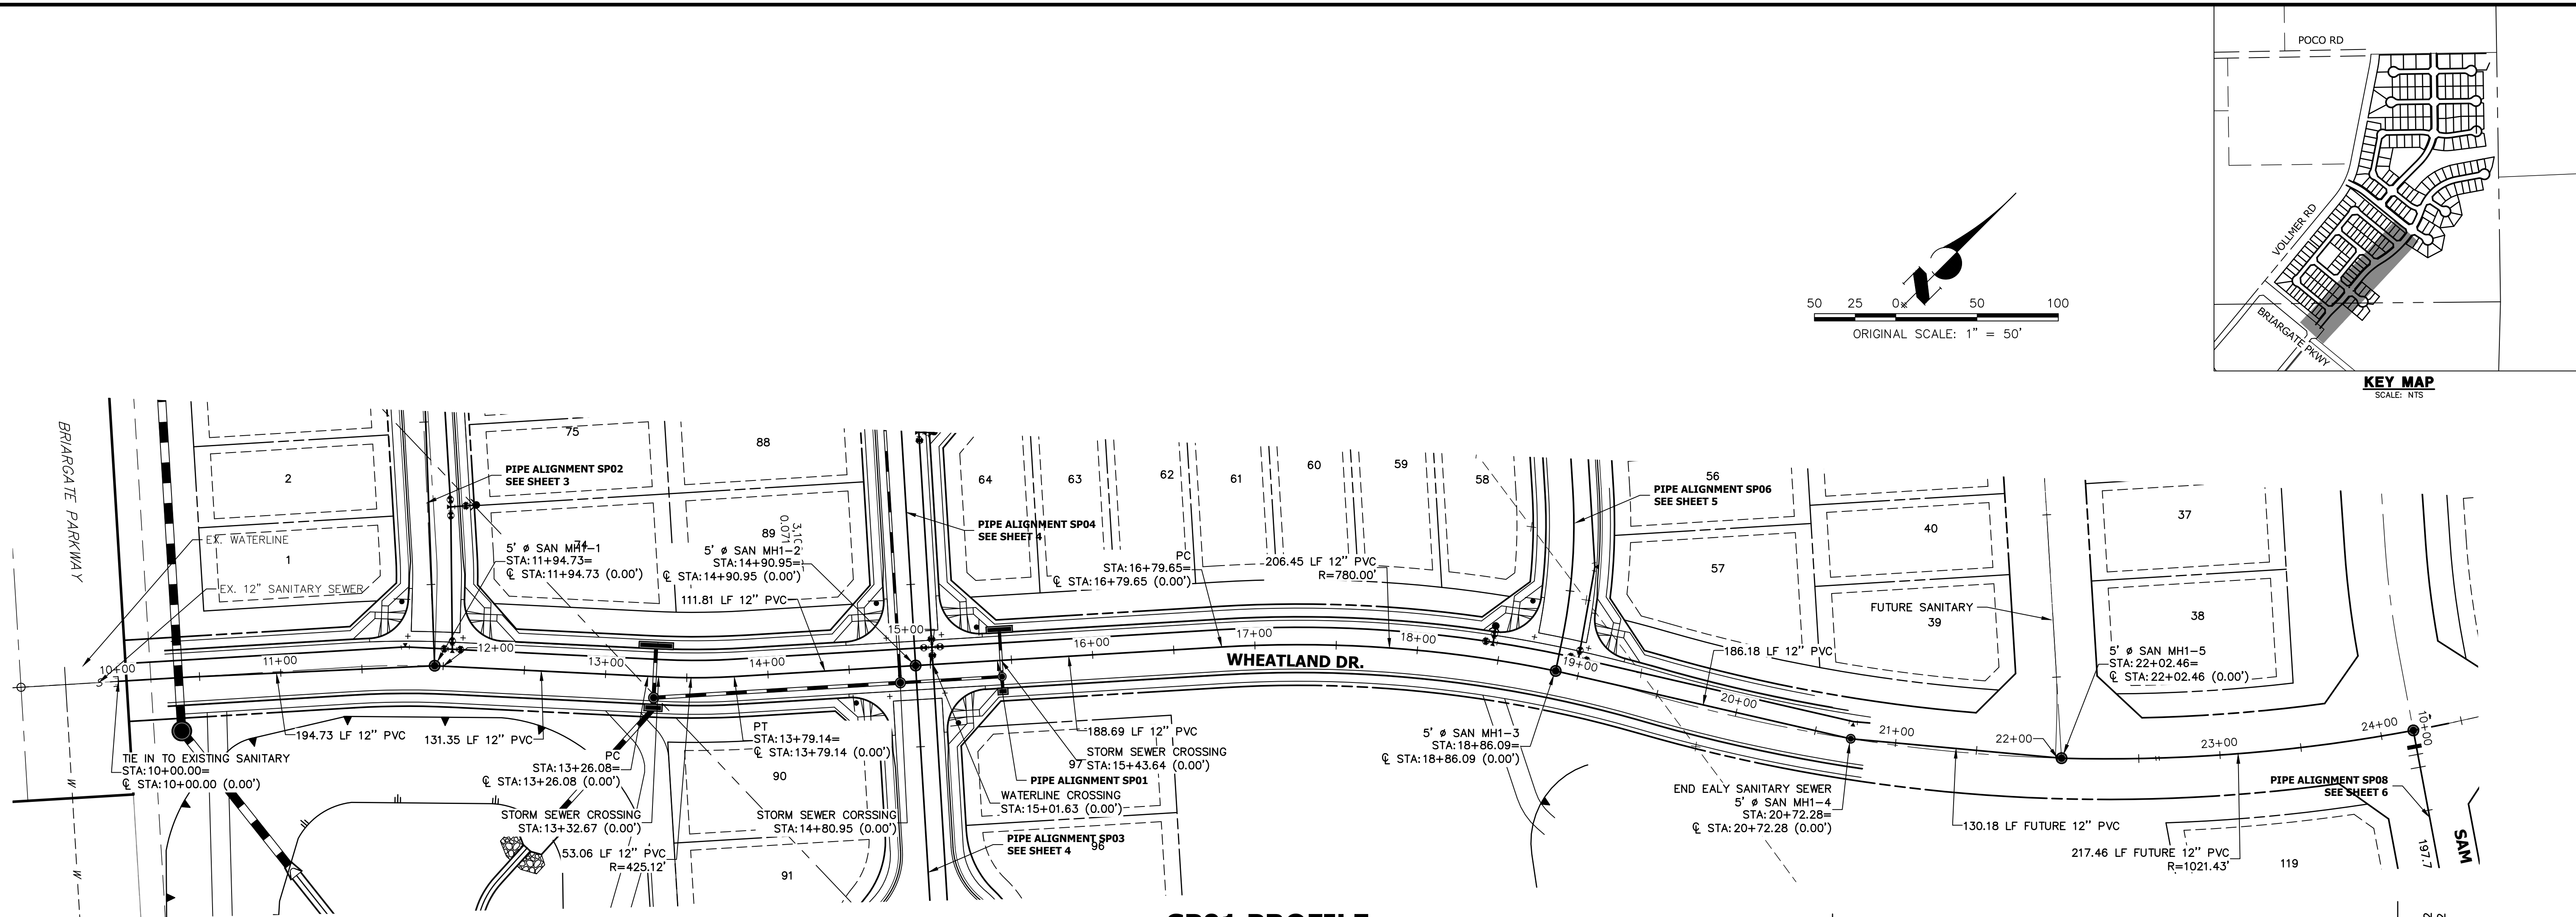 POCO RD
VOLLMER RD
BRIARGATE PKWY
KEY MAP
SCALE: NTS
N
50 25 0 50 100
ORIGINAL SCALE: 1" = 50'
BRIARGATE PARKWAY
2
1
EX. WATERLINE
EX. 12" SANITARY SEWER
75
88
PIPE ALIGNMENT SP02
SEE SHEET 3
74
5' ø SAN MH1-1
STA:11+94.73=
℄ STA:11+94.73 (0.00')
89
3,10
0.071
5' ø SAN MH1-2
STA:14+90.95=
℄ STA:14+90.95 (0.00')
111.81 LF 12" PVC
64
63
62
61
60
59
58
PIPE ALIGNMENT SP04
SEE SHEET 4
PC
STA:16+79.65=
℄ STA:16+79.65 (0.00')
206.45 LF 12" PVC
R=780.00'
56
PIPE ALIGNMENT SP06
SEE SHEET 5
57
40
FUTURE SANITARY
39
37
38
5' ø SAN MH1-5
STA: 22+02.46=
℄ STA:22+02.46 (0.00')
186.18 LF 12" PVC
S
10+00
11+00
12+00
13+00
14+00
15+00
16+00
17+00
18+00
19+00
20+00
21+00
22+00
23+00
24+00
10+00
WHEATLAND DR.
194.73 LF 12" PVC
131.35 LF 12" PVC
TIE IN TO EXISTING SANITARY
STA:10+00.00=
℄ STA:10+00.00 (0.00')
PC
STA:13+26.08=
℄ STA:13+26.08 (0.00')
STORM SEWER CROSSING
STA:13+32.67 (0.00')
53.06 LF 12" PVC
R=425.12'
PT
STA:13+79.14=
℄ STA:13+79.14 (0.00')
90
91
STORM SEWER CORSSING
STA:14+80.95 (0.00')
188.69 LF 12" PVC
97
STORM SEWER CROSSING
STA:15+43.64 (0.00')
PIPE ALIGNMENT SP01
WATERLINE CROSSING
STA:15+01.63 (0.00')
PIPE ALIGNMENT SP03
SEE SHEET 4
96
5' ø SAN MH1-3
STA:18+86.09=
℄ STA:18+86.09 (0.00')
END EALY SANITARY SEWER
5' ø SAN MH1-4
STA:20+72.28=
℄ STA:20+72.28 (0.00')
130.18 LF FUTURE 12" PVC
217.46 LF FUTURE 12" PVC
R=1021.43'
PIPE ALIGNMENT SP08
SEE SHEET 6
119
197.7
SAM
W
W